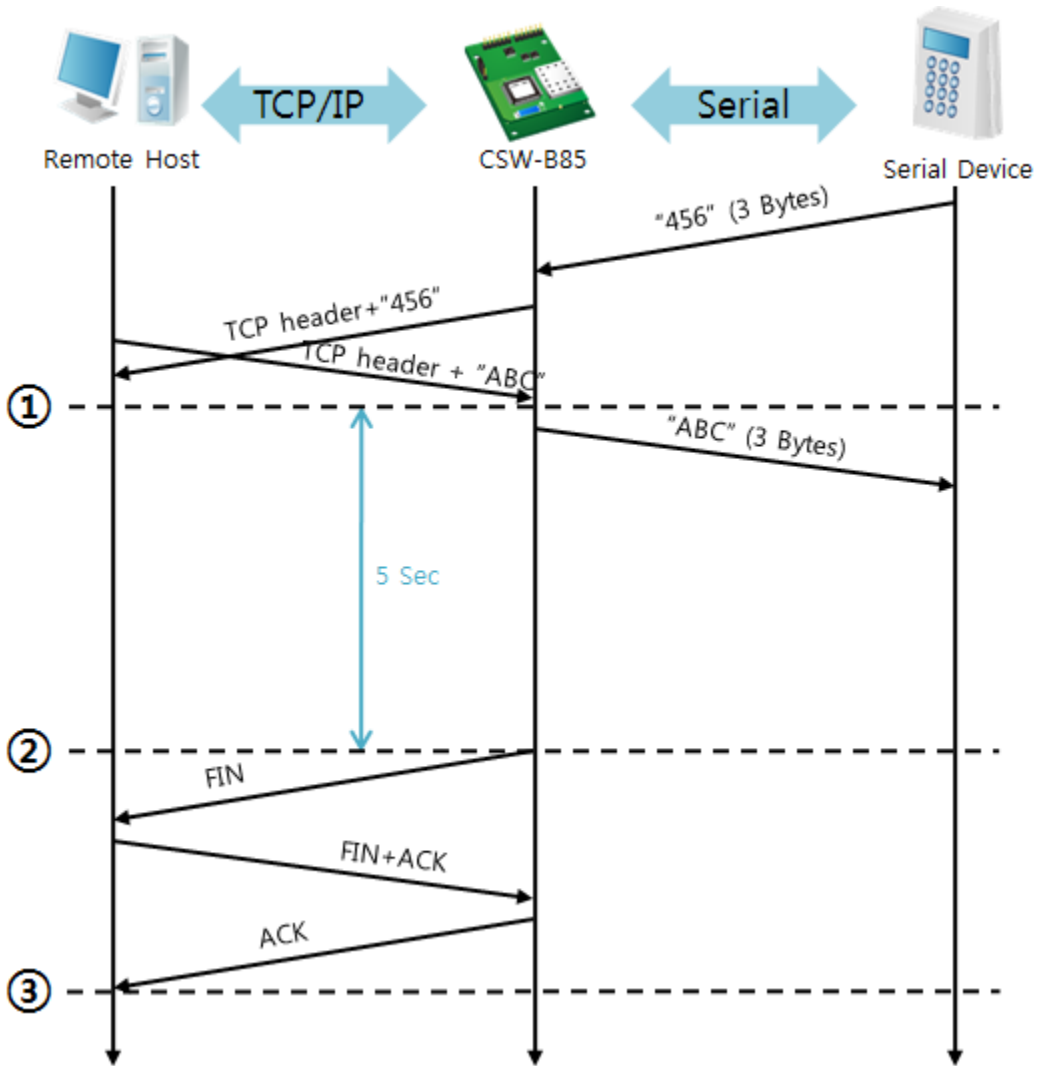 TCP/IP
Serial
Remote Host
CSW-B85
Serial Device
“456” (3 Bytes)
TCP header+"456"
TCP header + “ABC”
①
“ABC” (3 Bytes)
5 Sec
②
FIN
FIN+ACK
ACK
③